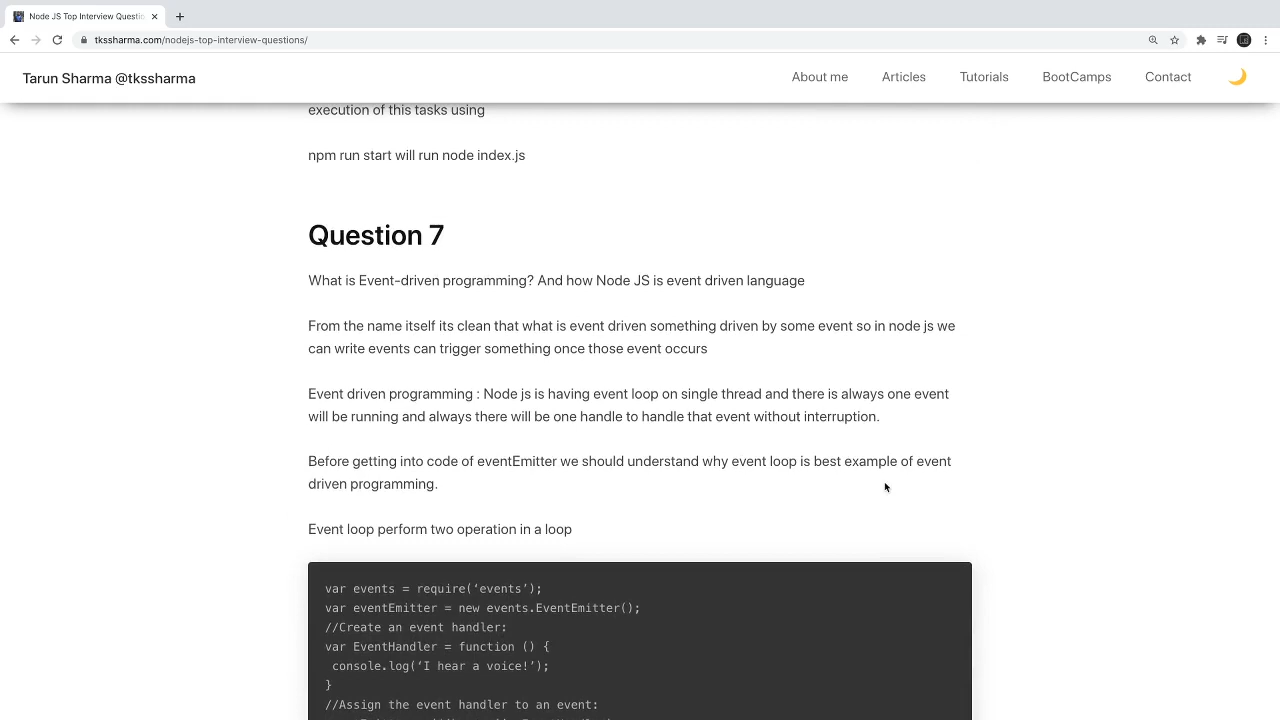 Node JS Top Interview Questio
tkssharma.com/nodejs-top-interview-questions/
Tarun Sharma @tkssharma
About me
Articles
Tutorials
BootCamps
Contact
execution of this tasks using
npm run start will run node index.js
Question 7
What is Event-driven programming? And how Node JS is event driven language
From the name itself its clean that what is event driven something driven by some event so in node js we
can write events can trigger something once those event occurs
Event driven programming : Node js is having event loop on single thread and there is always one event
will be running and always there will be one handle to handle that event without interruption.
Before getting into code of eventEmitter we should understand why event loop is best example of event
driven programming.
Event loop perform two operation in a loop
var events = require(‘events’);
var eventEmitter = new events.EventEmitter();
//Create an event handler:
var EventHandler = function () {
console.log(‘I hear a voice!’);
}
//Assign the event handler to an event: